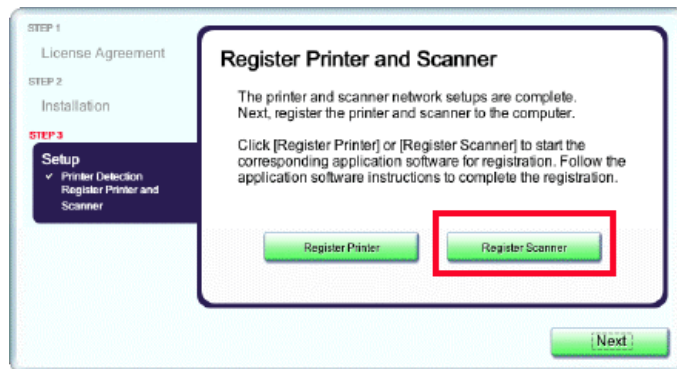 STEP 1
License Agreement
STEP 2
Installation
STEP 3
Setup
✓ Printer Detection
Register Printer and
Scanner
Register Printer and Scanner
The printer and scanner network setups are complete.
Next, register the printer and scanner to the computer.
Click [Register Printer] or [Register Scanner] to start the
corresponding application software for registration. Follow the
application software instructions to complete the registration.
Register Printer
Register Scanner
Next